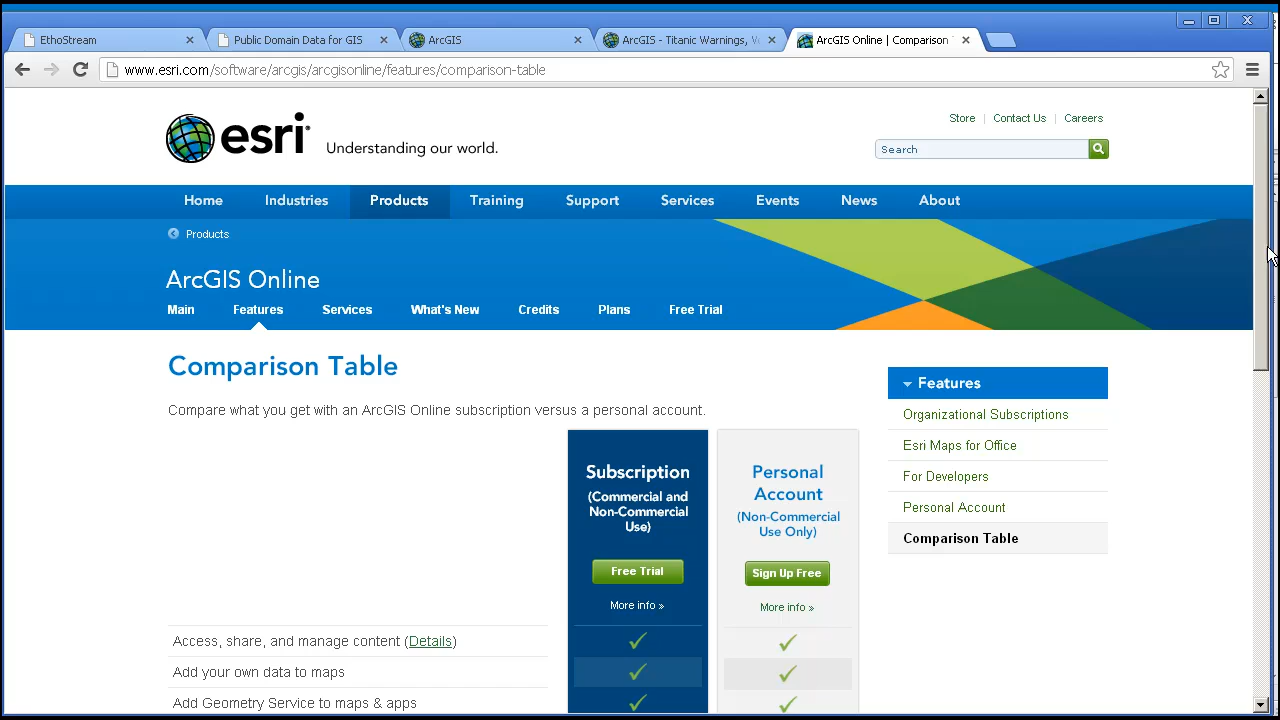 EthoStream
Public Domain Data for GIS
ArcGIS
ArcGIS - Titanic Warnings, W
ArcGIS Online | Comparison
www.esri.com/software/arcgis/arcgisonline/features/comparison-table
esri
Understanding our world.
Store | Contact Us | Careers
Search
Home Industries Products Training Support Services Events News About
Products
ArcGIS Online
Main Features Services What's New Credits Plans Free Trial
Comparison Table
Compare what you get with an ArcGIS Online subscription versus a personal account.
Subscription
(Commercial and
Non-Commercial
Use)
Free Trial
More info »
Personal
Account
(Non-Commercial
Use Only)
Sign Up Free
More info »
Access, share, and manage content (Details)
Add your own data to maps
Add Geometry Service to maps & apps
Features
Organizational Subscriptions
Esri Maps for Office
For Developers
Personal Account
Comparison Table